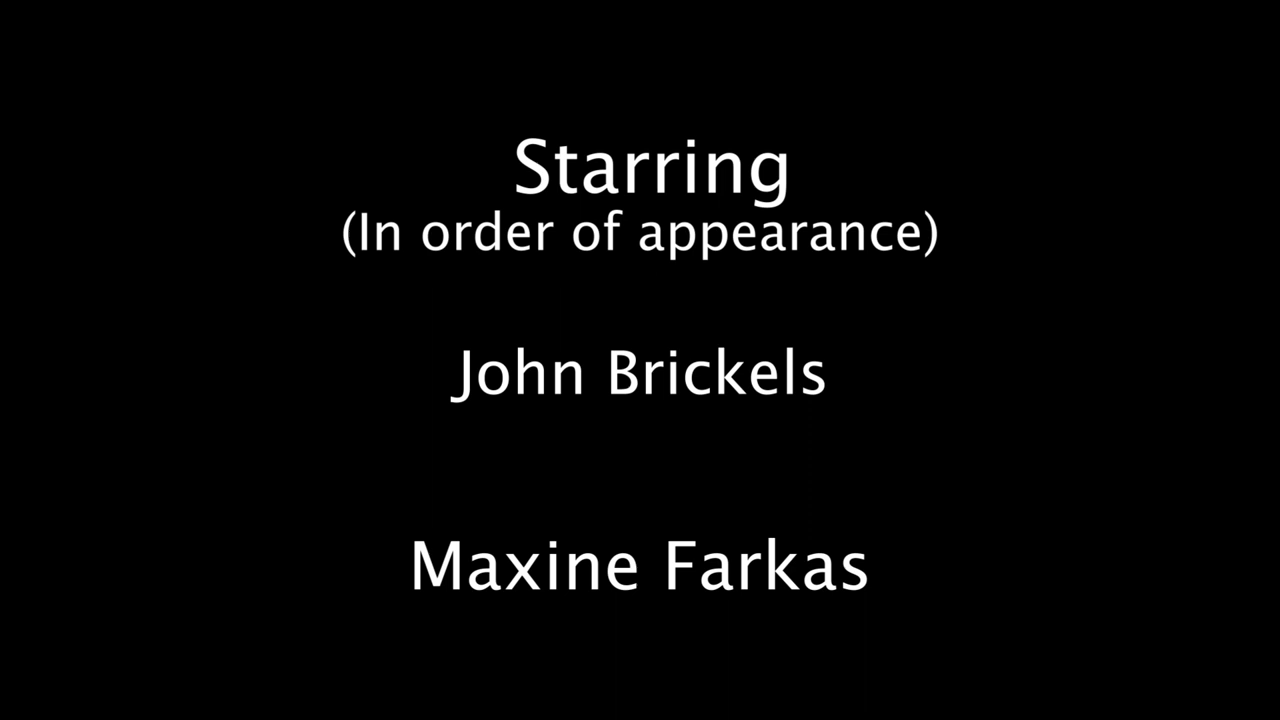 Starring
(In order of appearance)
John Brickels
Maxine Farkas